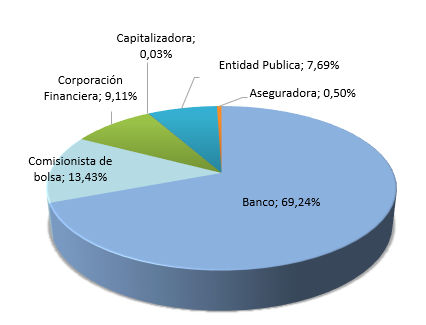 Capitalizadora;
0,03%
Entidad Publica; 7,69%
Corporación
Financiera; 9,11%
Aseguradora; 0,50%
Comisionista de
bolsa; 13,43%
Banco; 69,24%